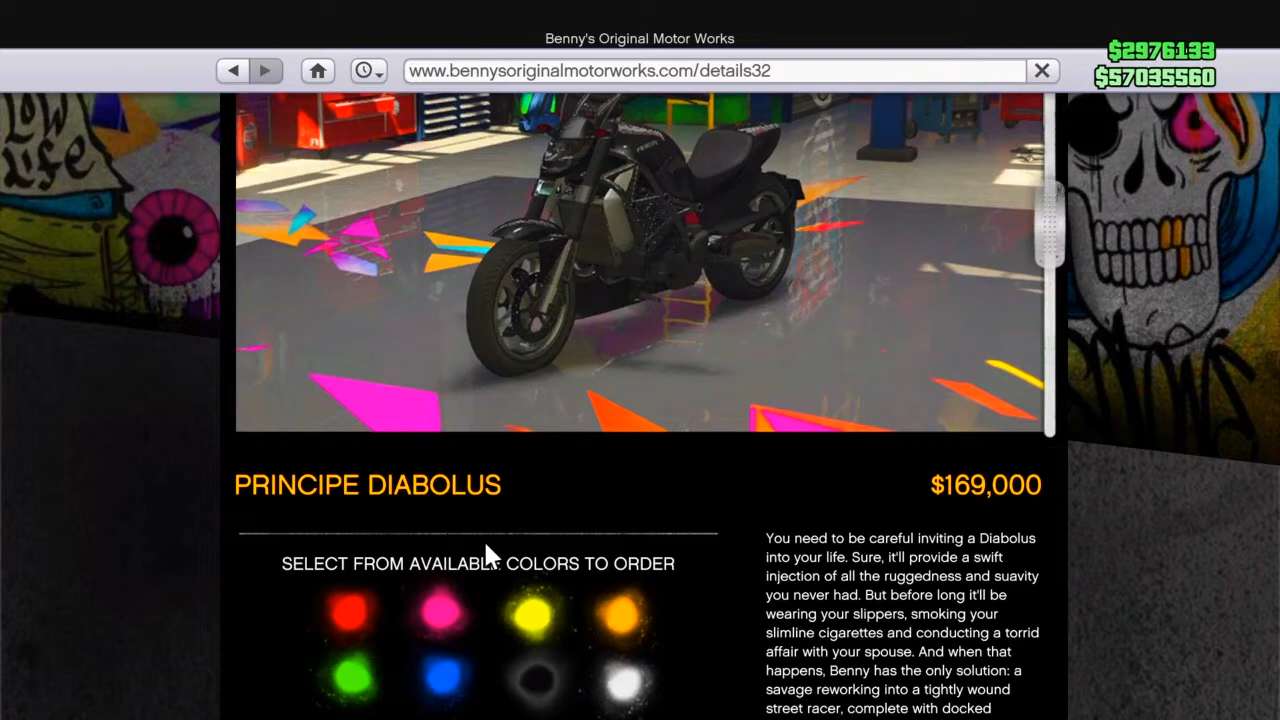 Benny's Original Motor Works
www.bennysoriginalmotorworks.com/details32
$2976133
$57035560
LOW
Life
PRINCIPE DIABOLUS
$169,000
SELECT FROM AVAILABLE COLORS TO ORDER
You need to be careful inviting a Diabolus
into your life. Sure, it'll provide a swift
injection of all the ruggedness and suavity
you never had. But before long it'll be
wearing your slippers, smoking your
slimline cigarettes and conducting a torrid
affair with your spouse. And when that
happens, Benny has the only solution: a
savage reworking into a tightly wound
street racer, complete with docked